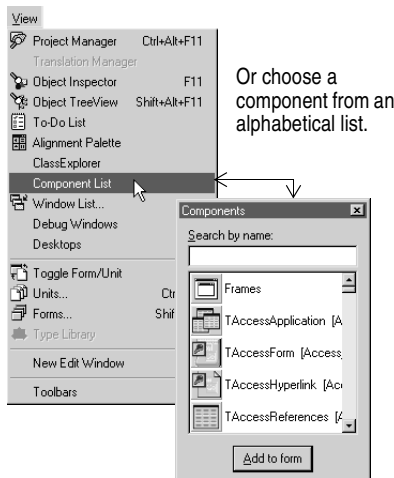 View
Project Manager Ctrl+Alt+F11
Translation Manager
Object Inspector F11
Object TreeView Shift+Alt+F11
To-Do List
Alignment Palette
ClassExplorer
Component List
Window List...
Debug Windows
Desktops
Toggle Form/Unit
Units... Ctr
Forms... Shif
Type Library
New Edit Window
Toolbars
Or choose a
component from an
alphabetical list.
Components
Search by name:
Frames
TAccessApplication [A
TAccessForm [Access_
TAccessHyperlink [Acc
TAccessReferences [A
Add to form